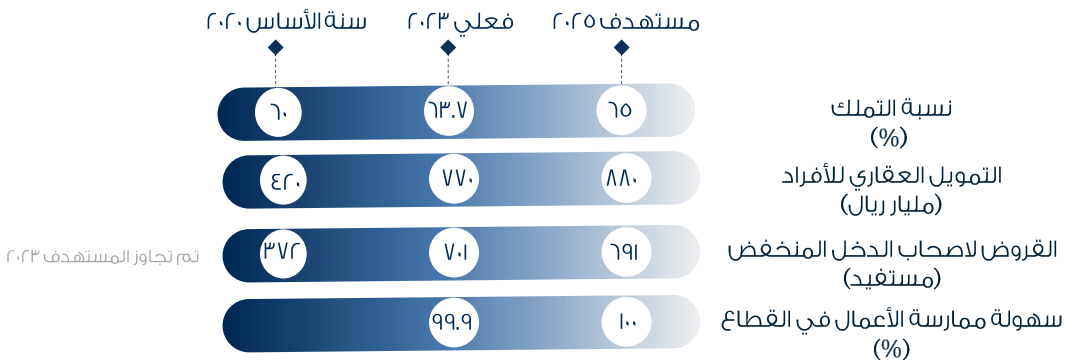 مستهدف ٢٠٢٥ فعلي ٢٠٢٣ سنة الأساس ٢٠٢٠
نسبة التملك
(%)
٦٥ ٦٣.٧ ٦٠
التمويل العقاري للأفراد
(مليار ريال)
٨٨٠ ٧٧٠ ٤٢٠
القروض لاصحاب الدخل المنخفض
(مستفيد)
٦٩١ ٧٠١ ٣٧٢
تم تجاوز المستهدف ٢٠٢٣
سهولة ممارسة الأعمال في القطاع
(%)
١٠٠ ٩٩.٩